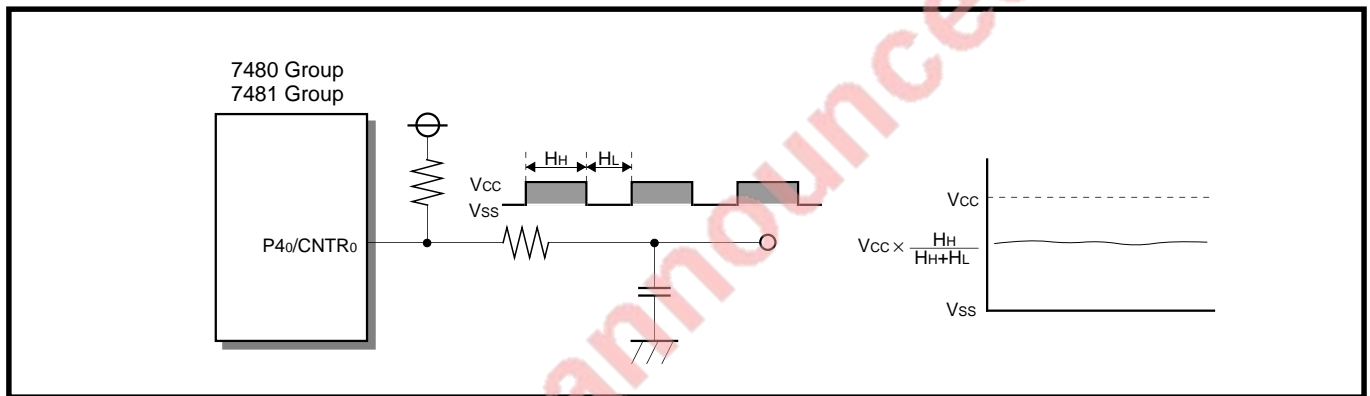 7480 Group
7481 Group
P40/CNTR0
HH
HL
VCC
VSS
VCC
VCC × HH
HH+HL
VSS
announce